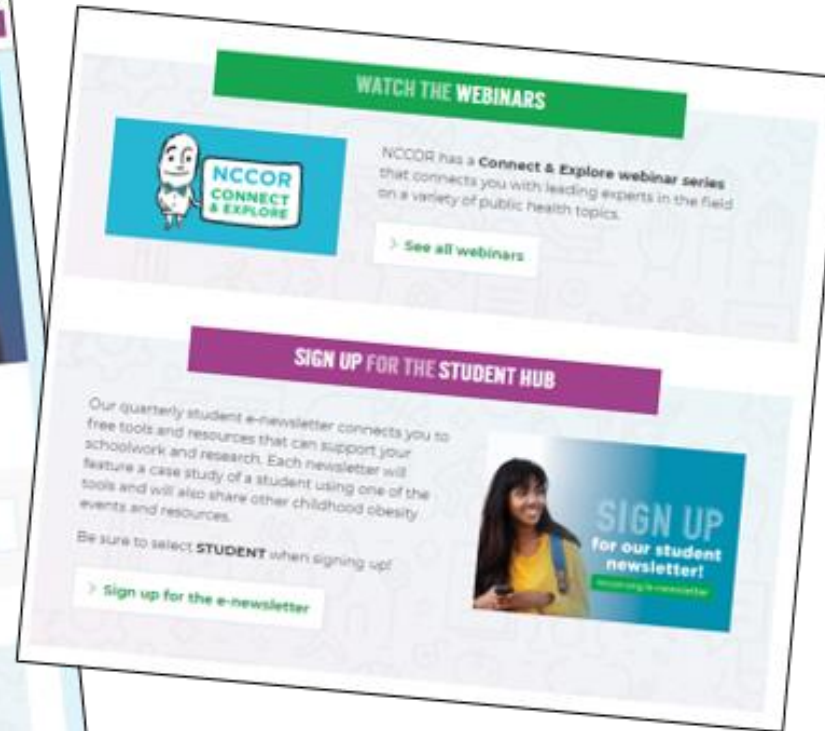 WATCH THE WEBINARS
NCCOR
CONNECT
& EXPLORE
NCCOR has a Connect & Explore webinar series
that connects you with leading experts in the field
on a variety of public health topics.
> See all webinars
SIGN UP FOR THE STUDENT HUB
Our quarterly student e-newsletter connects you to
free tools and resources that can support your
schoolwork and research. Each newsletter will
feature a case study of a student using one of the
tools and will also share other childhood obesity
events and resources.
Be sure to select STUDENT when signing up!
> Sign up for the e-newsletter
SIGN UP
for our student
newsletter!
nccor.org/e-newsletter